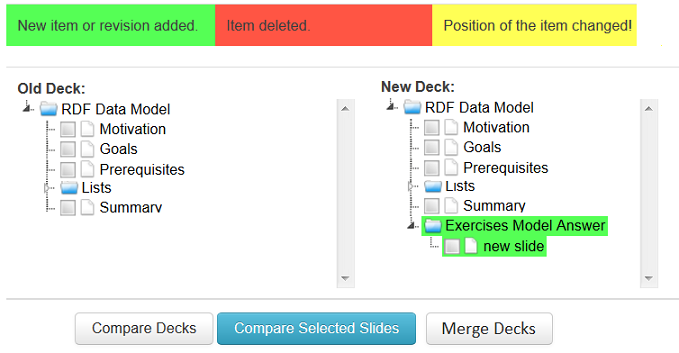 New item or revision added. Item deleted. Position of the item changed!
Old Deck:
RDF Data Model
Motivation
Goals
Prerequisites
Lists
Summary
New Deck:
RDF Data Model
Motivation
Goals
Prerequisites
Lists
Summary
Exercises Model Answer
new slide
Compare Decks Compare Selected Slides Merge Decks